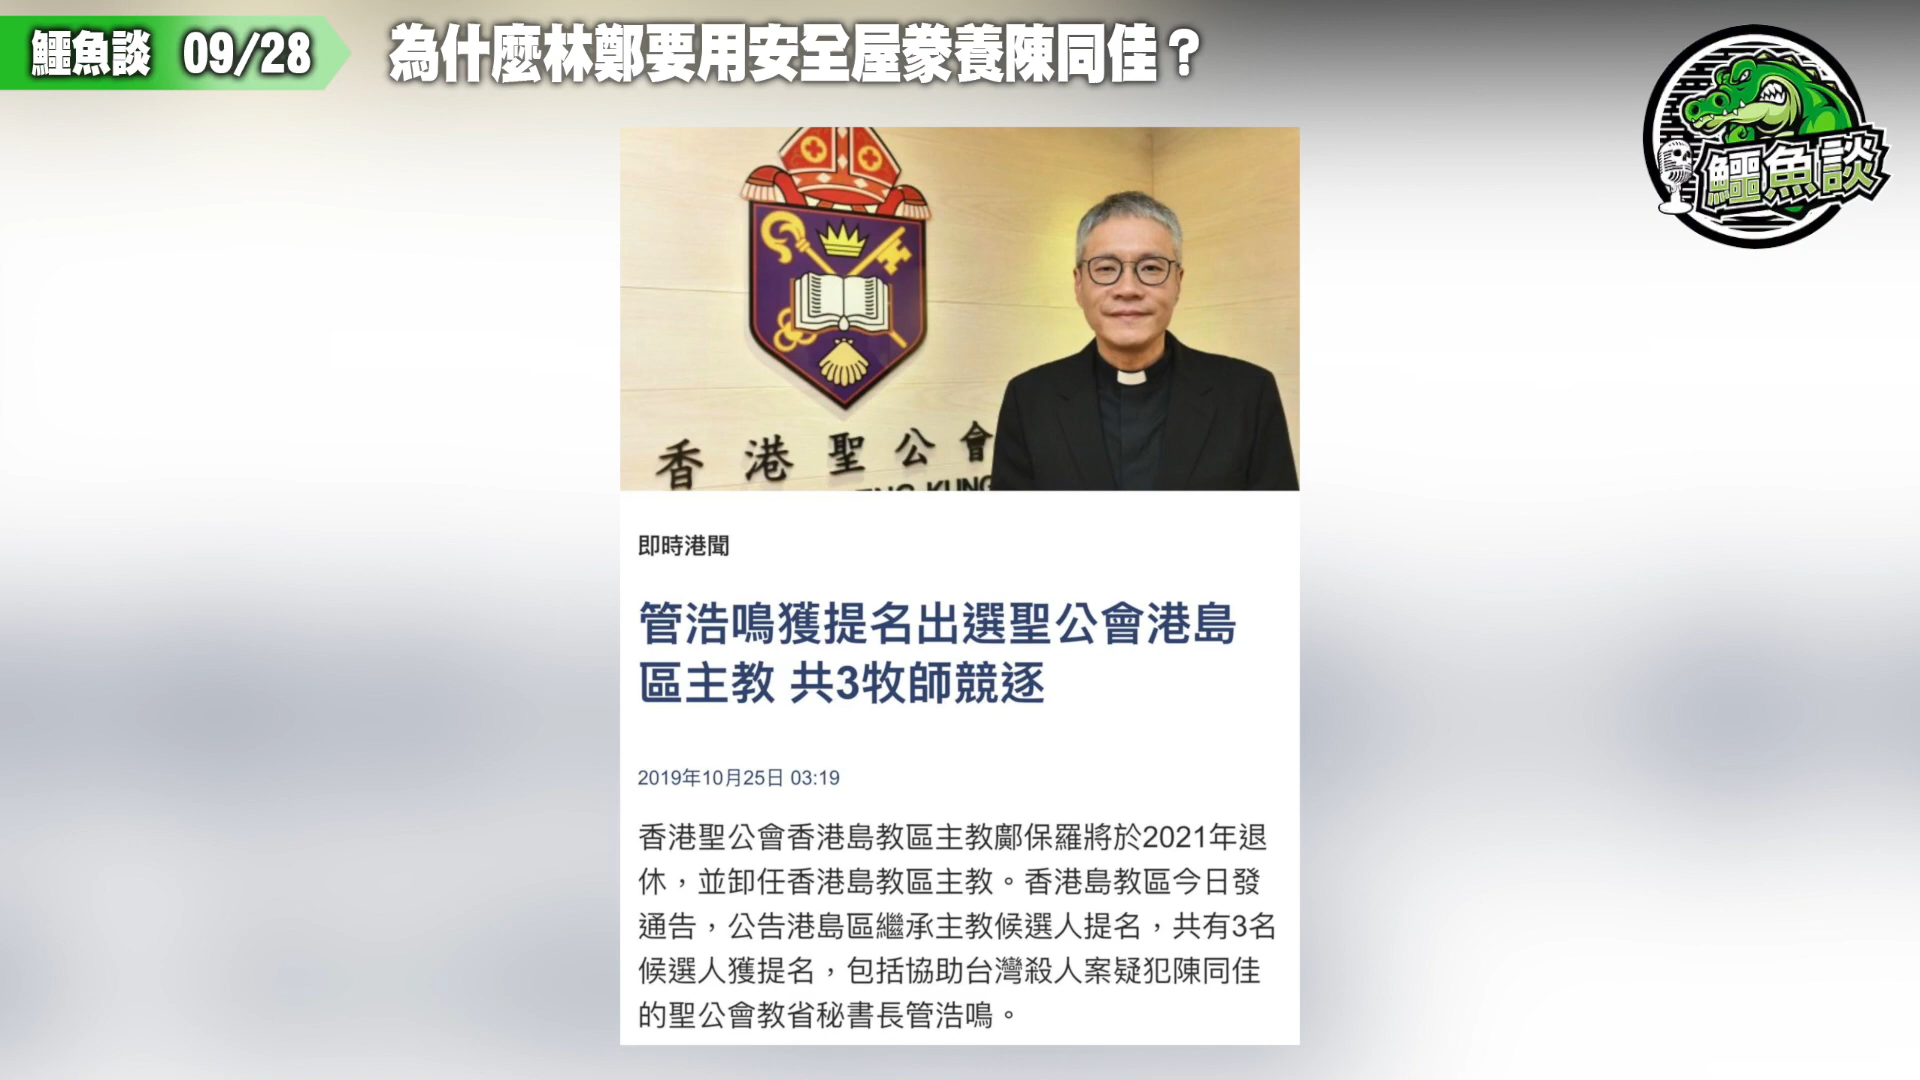 鱷魚談 09/28
為什麼林鄭要用安全屋豢養陳同佳？
鱷魚談
香港聖公會
ENG KUNG
即時港聞
管浩鳴獲提名出選聖公會港島
區主教 共3牧師競逐
2019年10月25日 03:19
香港聖公會香港島教區主教鄺保羅將於2021年退
休，並卸任香港島教區主教。香港島教區今日發
通告，公告港島區繼承主教候選人提名，共有3名
候選人獲提名，包括協助台灣殺人案疑犯陳同佳
的聖公會教省秘書長管浩鳴。